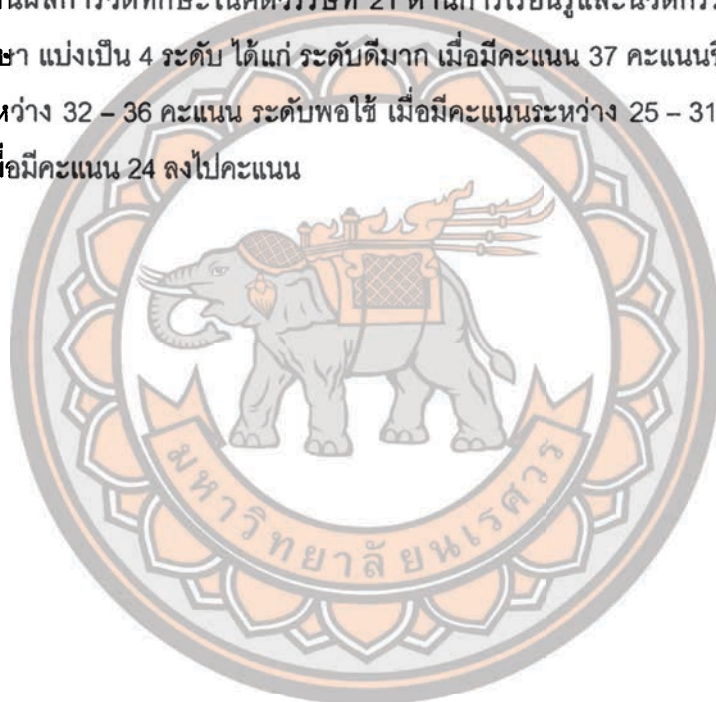 ผลการวัดทักษะในศตวรรษที่ 21 ด้านการเรียนรู้และนวัตกรร
ษา แบ่งเป็น 4 ระดับ ได้แก่ ระดับดีมาก เมื่อมีคะแนน 37 คะแนน
หว่าง 32 – 36 คะแนน ระดับพอใช้ เมื่อมีคะแนนระหว่าง 25 – 31
มื่อมีคะแนน 24 ลงไปคะแนน
มหาวิทยาลัยนเรศวร